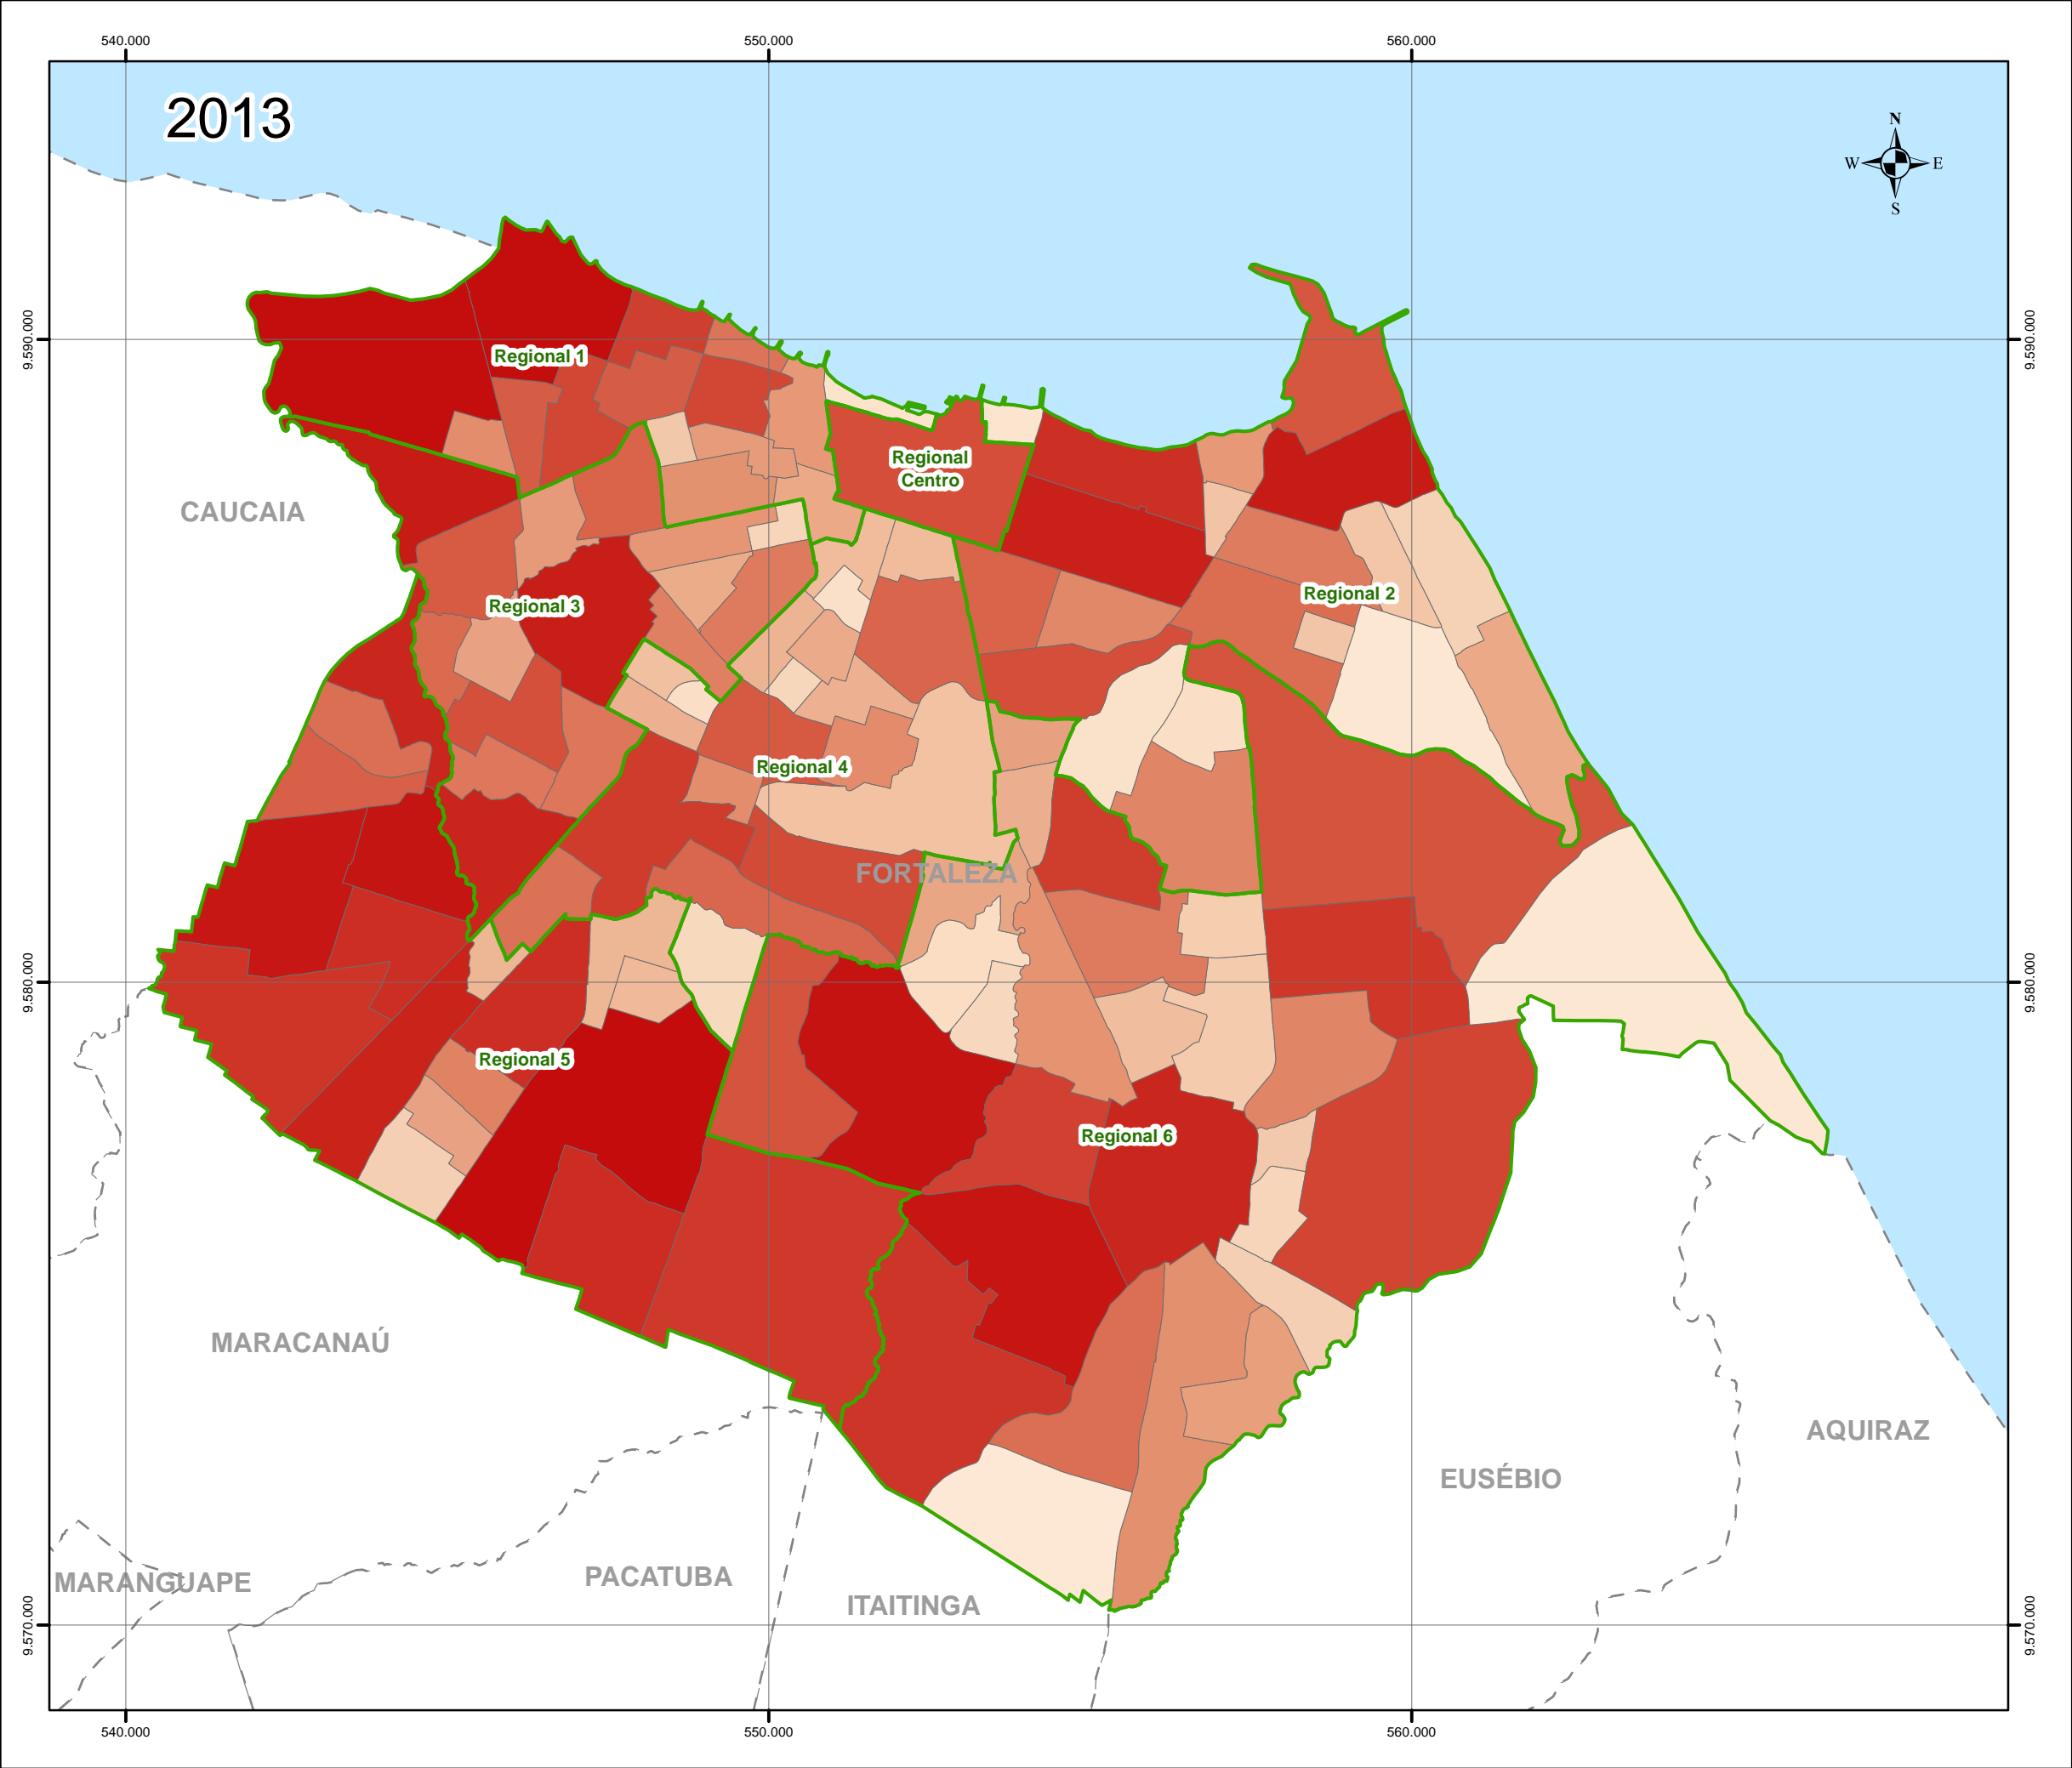 540.000
550.000
560.000
2013
N
W
E
S
9.590.000
9.590.000
Regional 1
Regional
Centro
CAUCAIA
Regional 3
Regional 2
Regional 4
FORTALEZA
9.580.000
9.580.000
Regional 5
Regional 6
MARACANAÚ
AQUIRAZ
EUSÉBIO
MARANGUAPE
PACATUBA
ITAITINGA
9.570.000
9.570.000
540.000
550.000
560.000